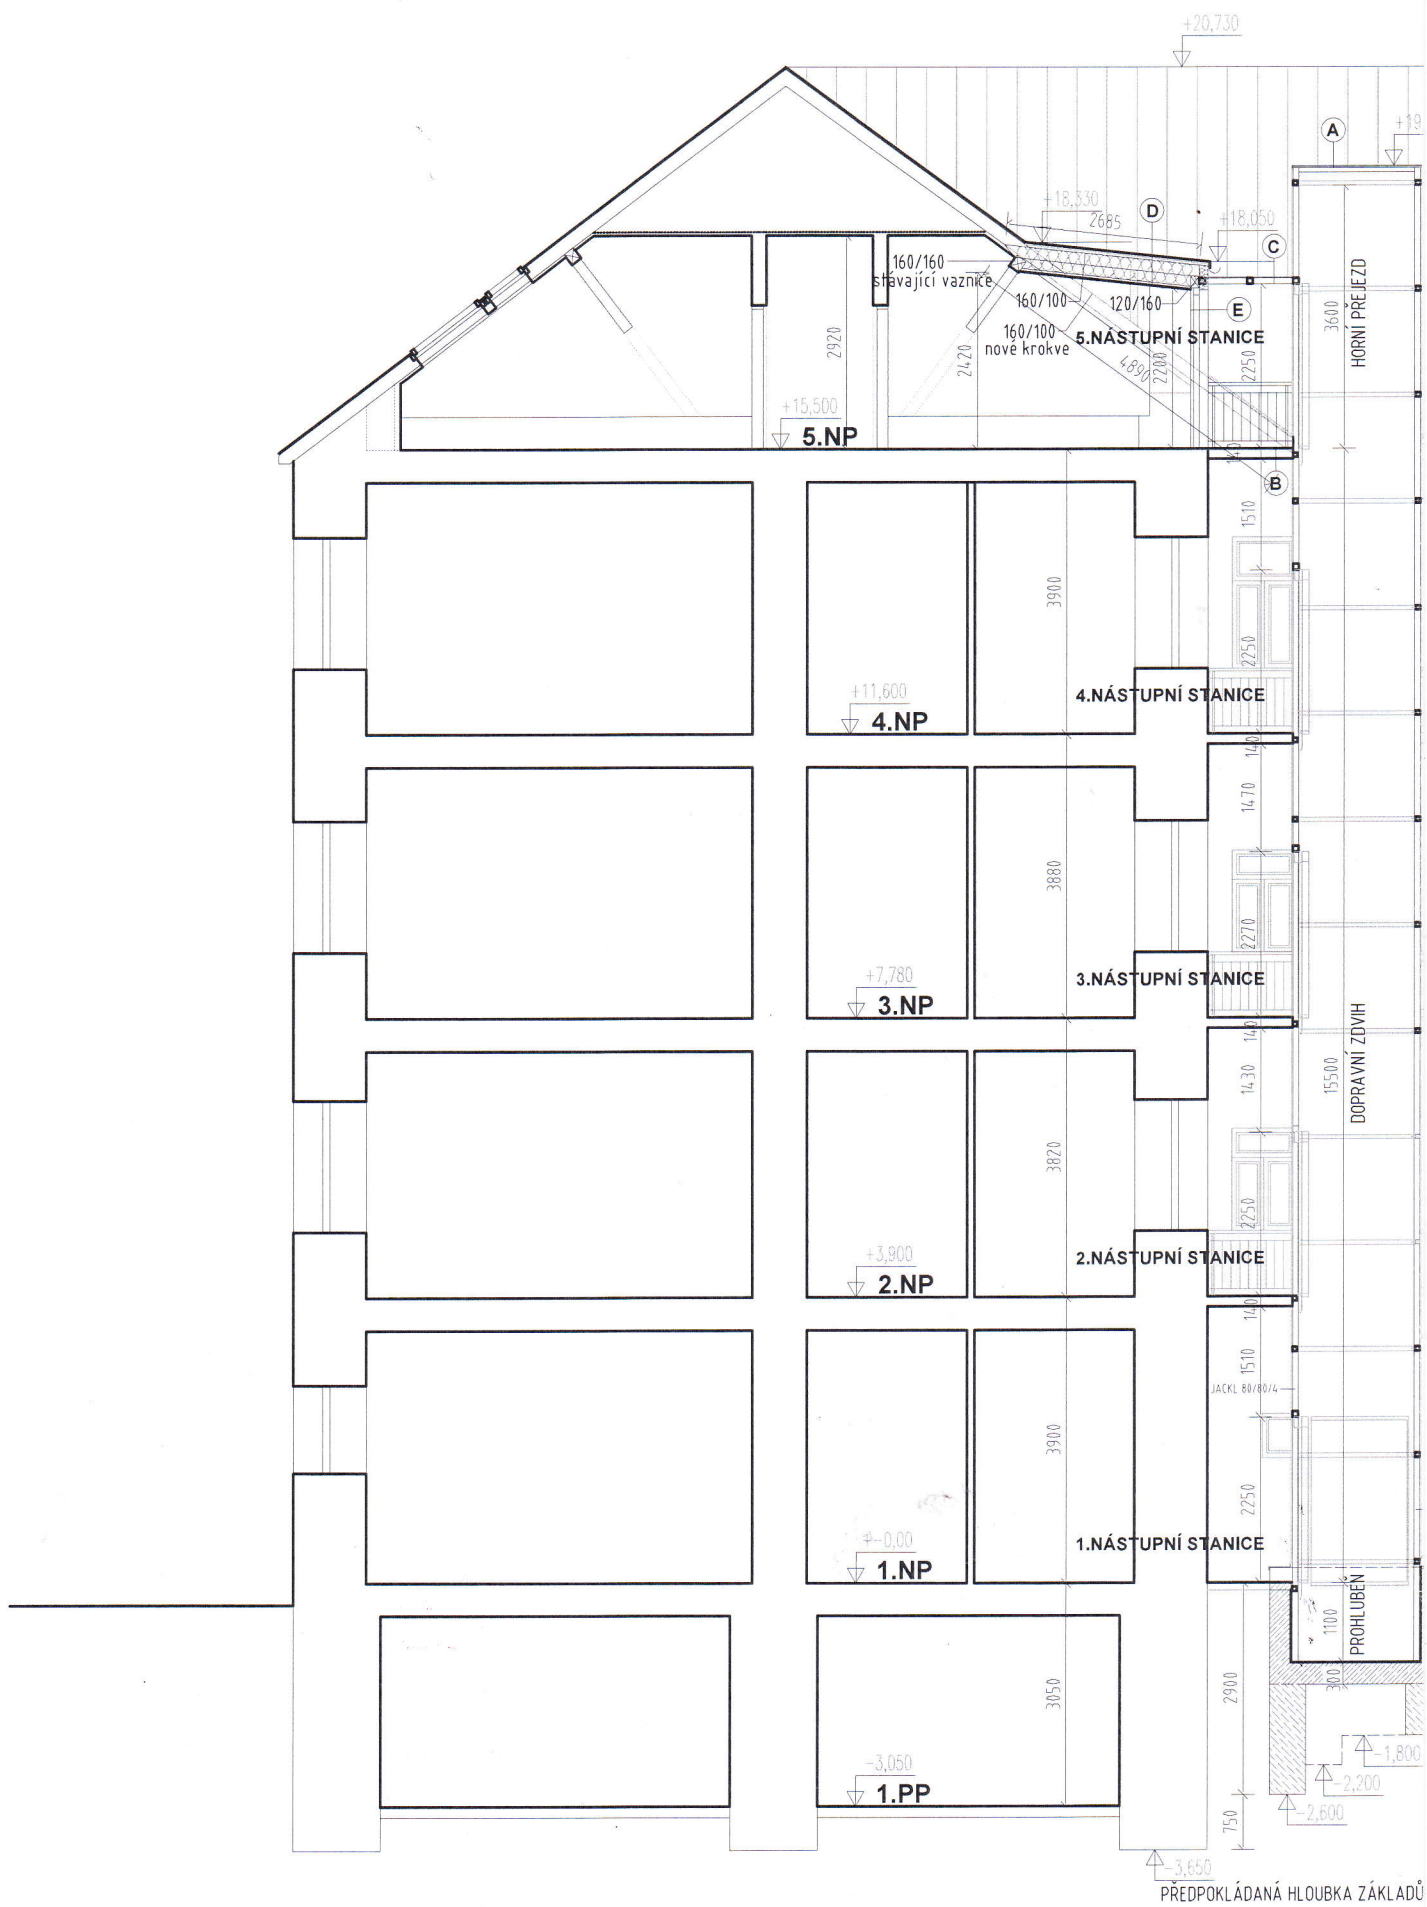 +20,730
A
+19
+18,330
2685
D
+18,050
C
160/160
stávající vaznice
160/100
120/160
E
160/100
nové krokve
5.NÁSTUPNÍ STANICE
2920
2420
4890
2200
2250
3600
HORNÍ PŘEJEZD
+15,500
5.NP
140
B
1510
3900
2250
+11,600
4.NP
4.NÁSTUPNÍ STANICE
140
1470
3880
2270
+7,780
3.NP
3.NÁSTUPNÍ STANICE
140
1430
15500
DOPRAVNÍ ZDVIH
3820
2250
+3,900
2.NP
2.NÁSTUPNÍ STANICE
140
1510
JACKL 80/80/4
3900
2250
+-0,00
1.NP
1.NÁSTUPNÍ STANICE
1100
PROHLUBEŇ
300
2900
3050
-3,050
1.PP
-1,800
-2,200
-2,600
750
-3,650
PŘEDPOKLÁDANÁ HLOUBKA ZÁKLADŮ